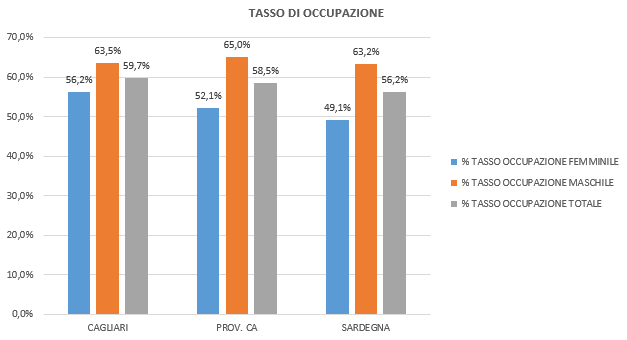 TASSO DI OCCUPAZIONE
70,0%
60,0%
50,0%
40,0%
30,0%
20,0%
10,0%
0,0%
56,2%
63,5%
59,7%
52,1%
65,0%
58,5%
49,1%
63,2%
56,2%
CAGLIARI
PROV. CA
SARDEGNA
% TASSO OCCUPAZIONE FEMMINILE
% TASSO OCCUPAZIONE MASCHILE
% TASSO OCCUPAZIONE TOTALE